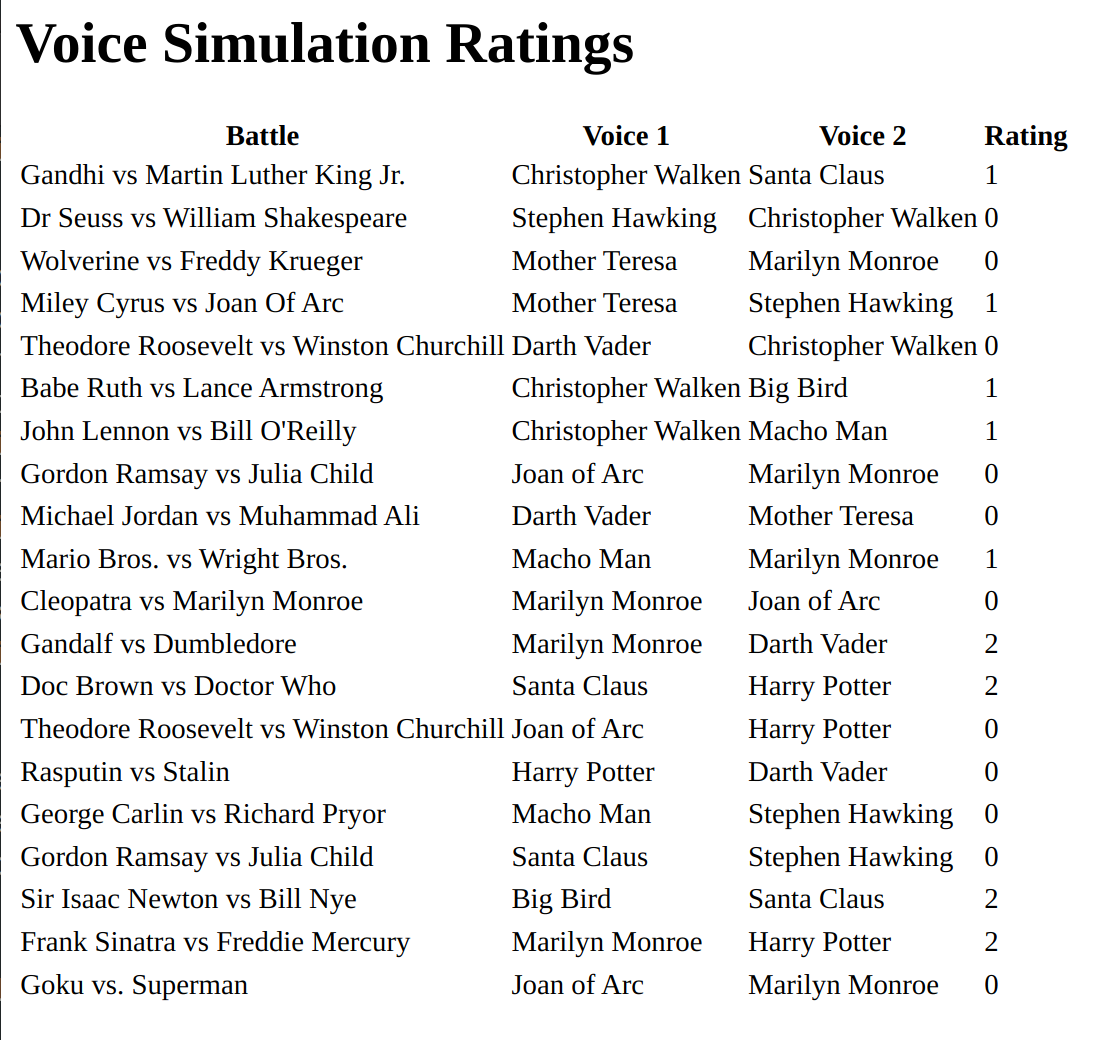 Voice Simulation Ratings
Battle Voice 1 Voice 2 Rating
Gandhi vs Martin Luther King Jr. Christopher Walken Santa Claus 1
Dr Seuss vs William Shakespeare Stephen Hawking Christopher Walken 0
Wolverine vs Freddy Krueger Mother Teresa Marilyn Monroe 0
Miley Cyrus vs Joan Of Arc Mother Teresa Stephen Hawking 1
Theodore Roosevelt vs Winston Churchill Darth Vader Christopher Walken 0
Babe Ruth vs Lance Armstrong Christopher Walken Big Bird 1
John Lennon vs Bill O'Reilly Christopher Walken Macho Man 1
Gordon Ramsay vs Julia Child Joan of Arc Marilyn Monroe 0
Michael Jordan vs Muhammad Ali Darth Vader Mother Teresa 0
Mario Bros. vs Wright Bros. Macho Man Marilyn Monroe 1
Cleopatra vs Marilyn Monroe Marilyn Monroe Joan of Arc 0
Gandalf vs Dumbledore Marilyn Monroe Darth Vader 2
Doc Brown vs Doctor Who Santa Claus Harry Potter 2
Theodore Roosevelt vs Winston Churchill Joan of Arc Harry Potter 0
Rasputin vs Stalin Harry Potter Darth Vader 0
George Carlin vs Richard Pryor Macho Man Stephen Hawking 0
Gordon Ramsay vs Julia Child Santa Claus Stephen Hawking 0
Sir Isaac Newton vs Bill Nye Big Bird Santa Claus 2
Frank Sinatra vs Freddie Mercury Marilyn Monroe Harry Potter 2
Goku vs. Superman Joan of Arc Marilyn Monroe 0